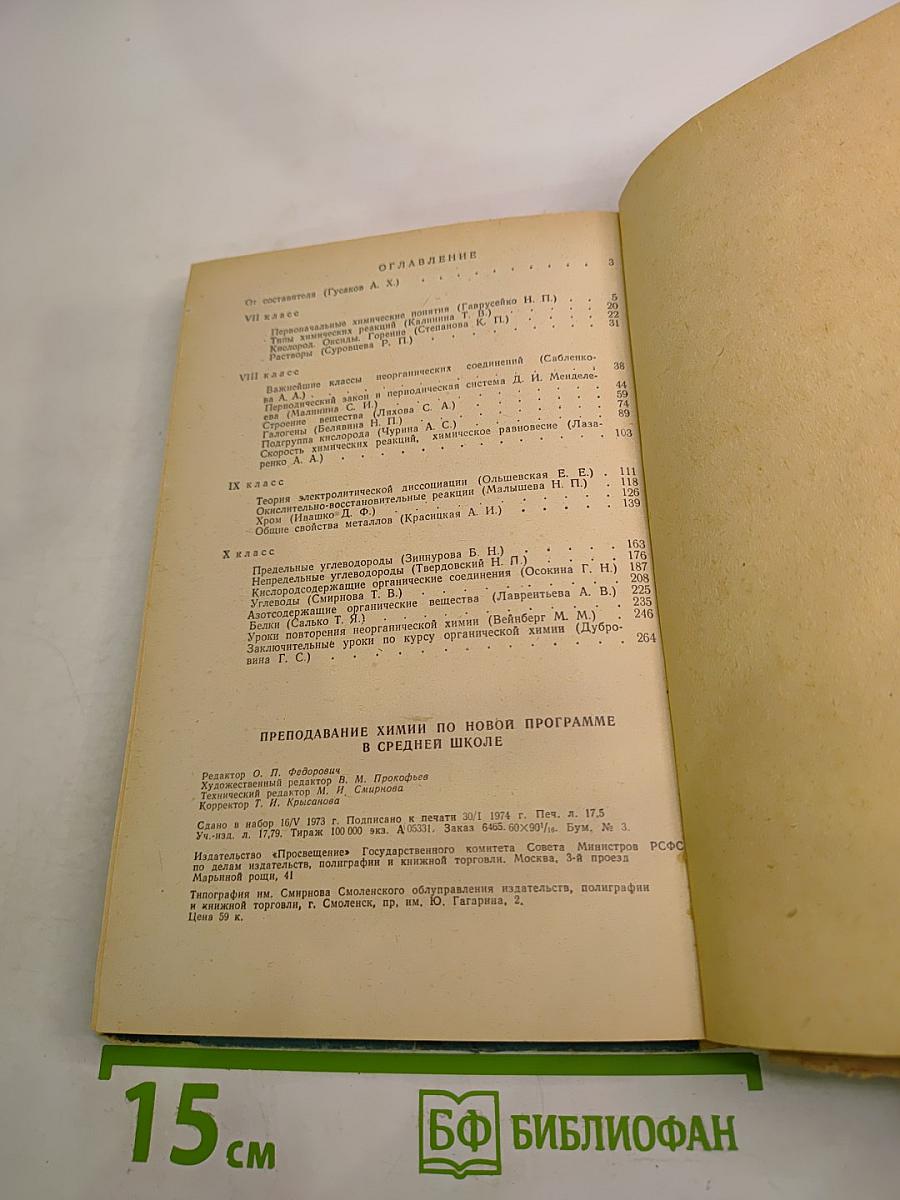 ОГЛАВЛЕНИЕ
От составителя (Гусаков А. Х.) . . . . . . . . . 3
VII класс
Первоначальные химические понятия (Гаврусейко Н. П.) . . 5
Типы химических реакций (Калинина Т. В.) . . . . 20
Кислород. Оксиды. Горение (Степанова К. П.) . . . . 22
Растворы (Суровцева Р. П.) . . . . . . . 31
VIII класс
Важнейшие классы неорганических соединений (Сабленко-
ва А. А.) . . . . . . . . . . . 38
Периодический закон и периодическая система Д. И. Менделе-
ева (Малинина С. И.) . . . . . . . . 44
Строение вещества (Ляхова С. А.) . . . . . . 59
Галогены (Белявина Н. П.) . . . . . . . 74
Подгруппа кислорода (Чурина А. С.) . . . . . . 89
Скорость химических реакций, химическое равновесие (Лаза-
ренко А. А.) . . . . . . . . . . 103
IX класс
Теория электролитической диссоциации (Ольшевская Е. Е.) . 111
Окислительно-восстановительные реакции (Малышева Н. П.) . 118
Хром (Ивашко Д. Ф.) . . . . . . . . 126
Общие свойства металлов (Красицкая А. И.) . . . . 139
X класс
Предельные углеводороды (Зиннурова Б. Н.) . . . . . 163
Непредельные углеводороды (Твердовский Н. П.) . . . . 176
Кислородсодержащие органические соединения (Осокина Г. Н.) 187
Углеводы (Смирнова Т. В.) . . . . . . . 208
Азотсодержащие органические вещества (Лаврентьева А. В.) 225
Белки (Салько Т. Я.) . . . . . . . . 235
Уроки повторения неорганической химии (Вейнберг М. М.) . 246
Заключительные уроки по курсу органической химии (Дубро-
вина Г. С.) . . . . . . . . . . 264
ПРЕПОДАВАНИЕ ХИМИИ ПО НОВОЙ ПРОГРАММЕ
В СРЕДНЕЙ ШКОЛЕ
Редактор О. П. Федорович
Художественный редактор В. М. Прокофьев
Технический редактор М. И. Смирнова
Корректор Т. И. Крысанова
Сдано в набор 16/V 1973 г. Подписано к печати 30/I 1974 г. Печ. л. 17,5
Уч.-изд. л. 17,79. Тираж 100 000 экз. А 05331. Заказ 6465. 60×90¹/₁₆. Бум. № 3.
Издательство «Просвещение» Государственного комитета Совета Министров РСФС
по делам издательств, полиграфии и книжной торговли. Москва, 3-й проезд
Марьиной рощи, 41
Типография им. Смирнова Смоленского облуправления издательств, полиграфии
и книжной торговли, г. Смоленск, пр. им. Ю. Гагарина, 2.
Цена 59 к.
15 см
БФ БИБЛИОФАН